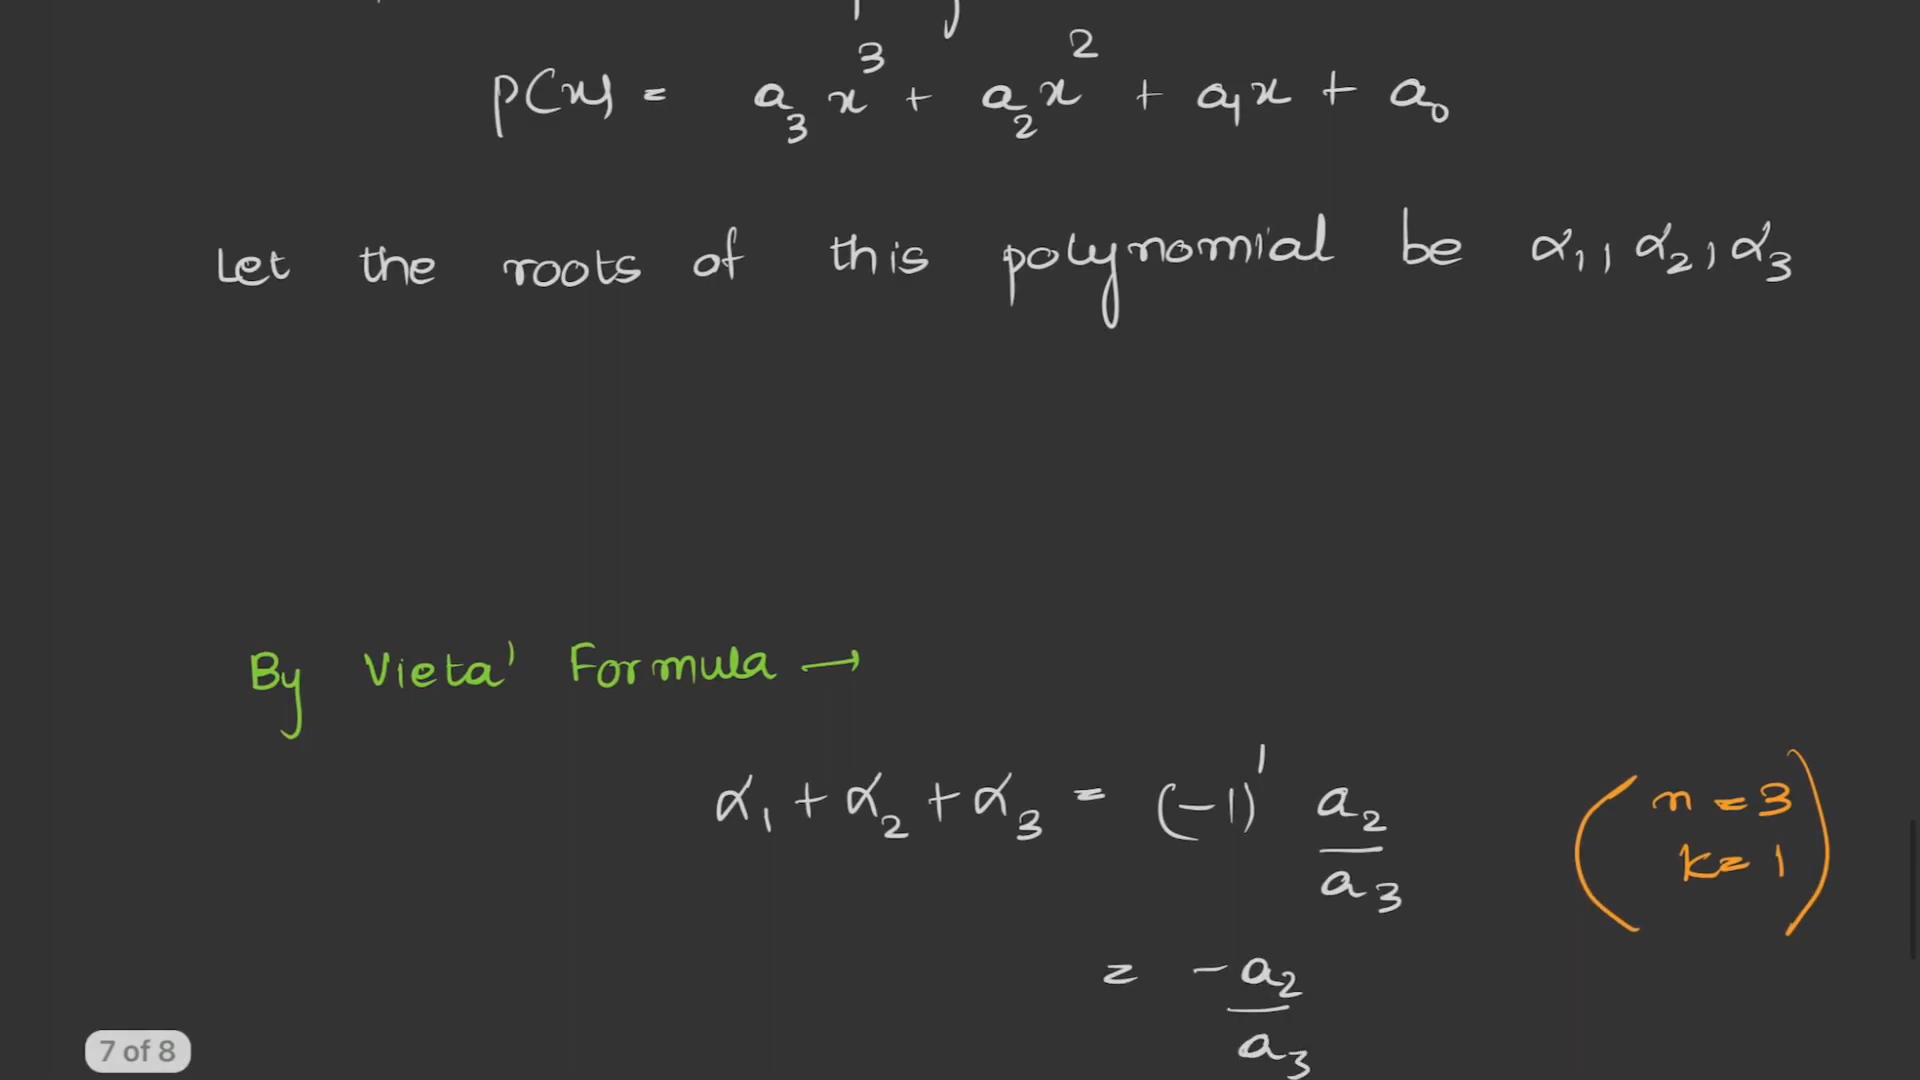 p(x) = a₃x³ + a₂x² + a₁x + a₀
Let the roots of this polynomial be α₁, α₂, α₃
By Vieta' Formula →
α₁ + α₂ + α₃ = (-1)¹ a₂/a₃
(n = 3
k = 1)
= -a₂/a₃
7 of 8